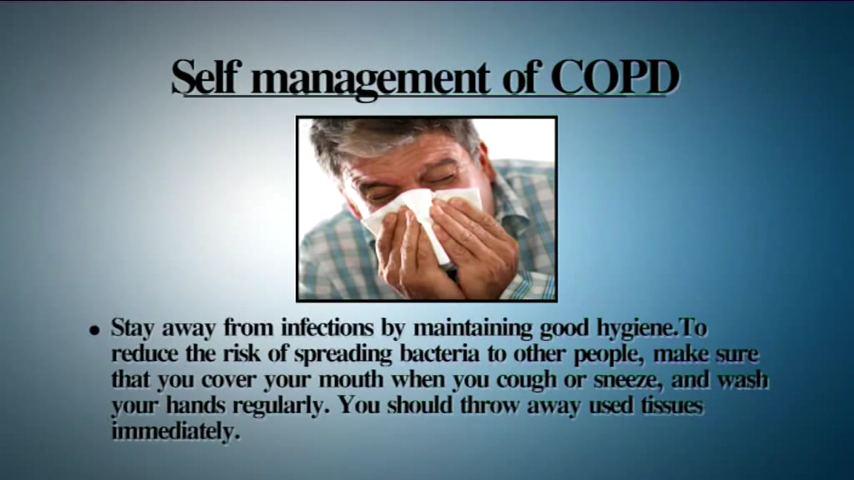 Self management of COPD
• Stay away from infections by maintaining good hygiene.To
reduce the risk of spreading bacteria to other people, make sure
that you cover your mouth when you cough or sneeze, and wash
your hands regularly. You should throw away used tissues
immediately.